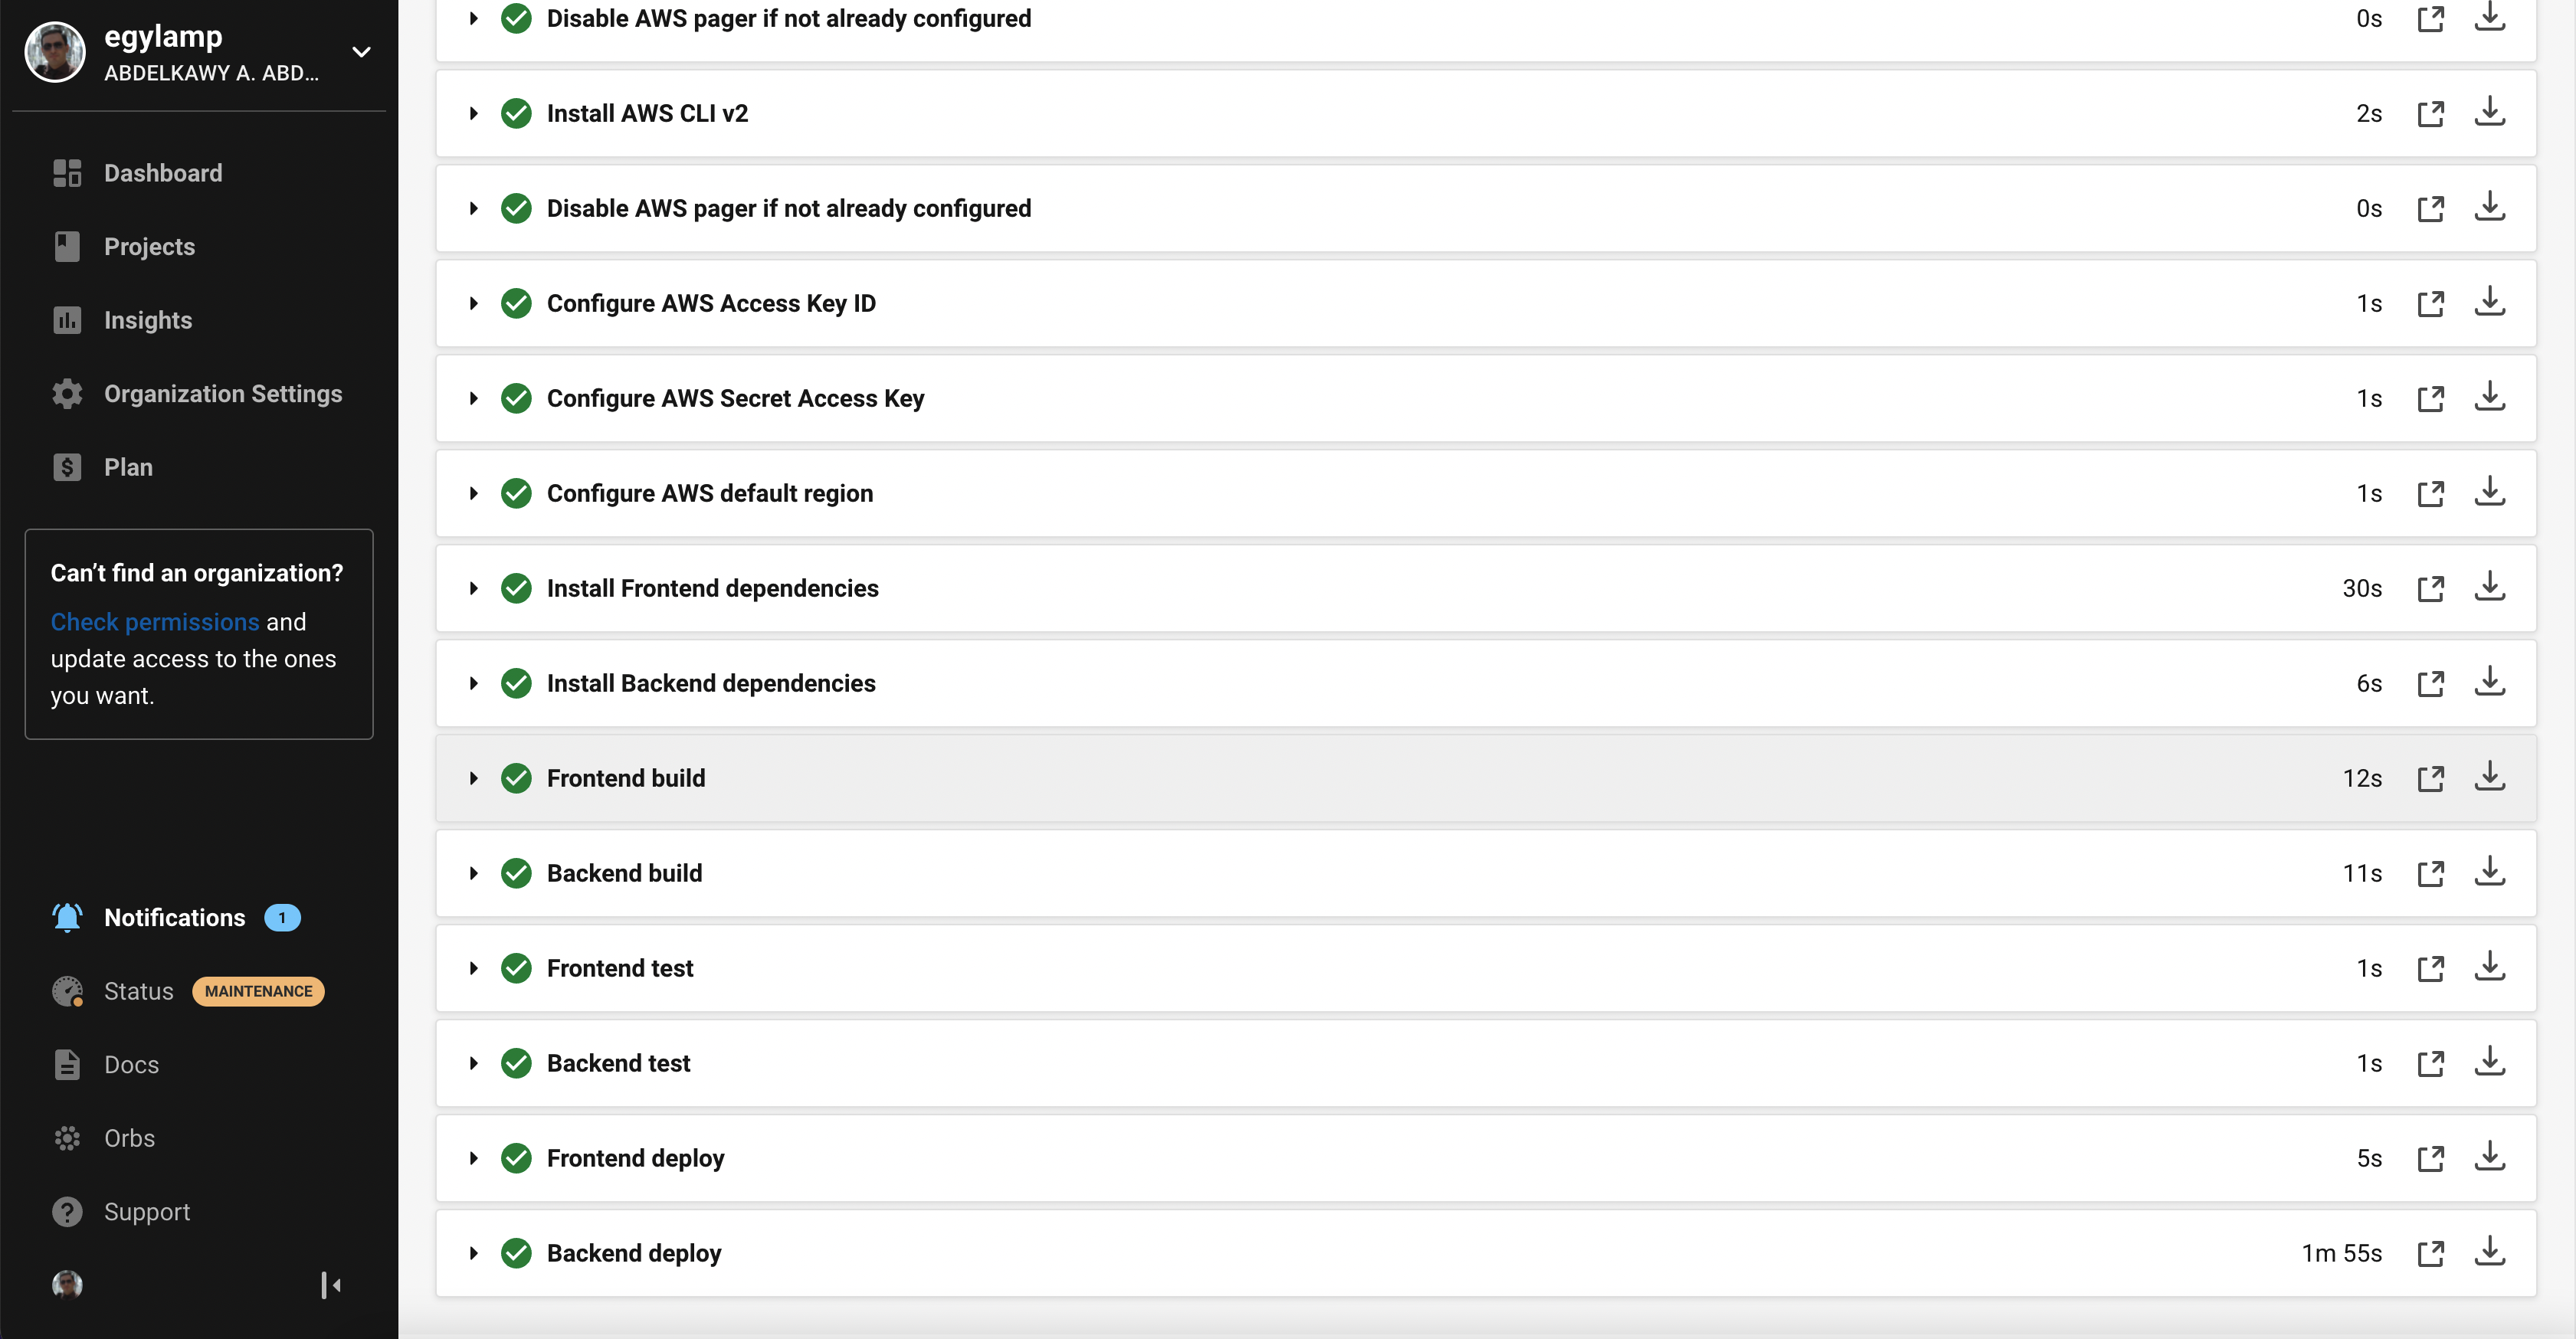 egylamp
ABDELKAWY A. ABD...
Dashboard
Projects
Insights
Organization Settings
Plan
Can't find an organization?
Check permissions and
update access to the ones
you want.
Notifications 1
Status MAINTENANCE
Docs
Orbs
Support
Disable AWS pager if not already configured 0s
Install AWS CLI v2 2s
Disable AWS pager if not already configured 0s
Configure AWS Access Key ID 1s
Configure AWS Secret Access Key 1s
Configure AWS default region 1s
Install Frontend dependencies 30s
Install Backend dependencies 6s
Frontend build 12s
Backend build 11s
Frontend test 1s
Backend test 1s
Frontend deploy 5s
Backend deploy 1m 55s